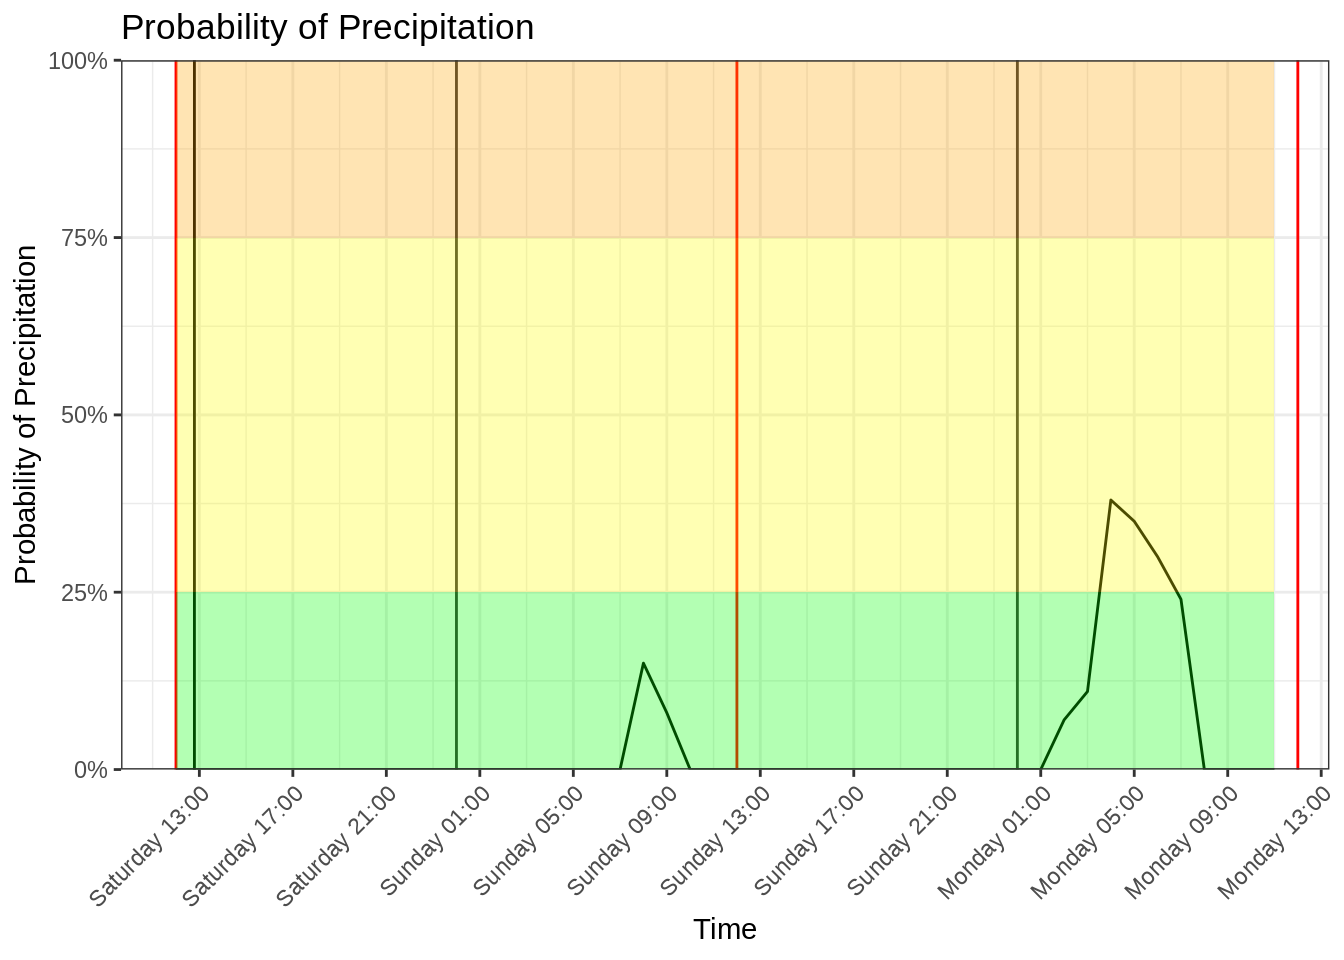 Probability of Precipitation
Probability of Precipitation
100%
75%
50%
25%
0%
Saturday 13:00
Saturday 17:00
Saturday 21:00
Sunday 01:00
Sunday 05:00
Sunday 09:00
Sunday 13:00
Sunday 17:00
Sunday 21:00
Monday 01:00
Monday 05:00
Monday 09:00
Monday 13:00
Time